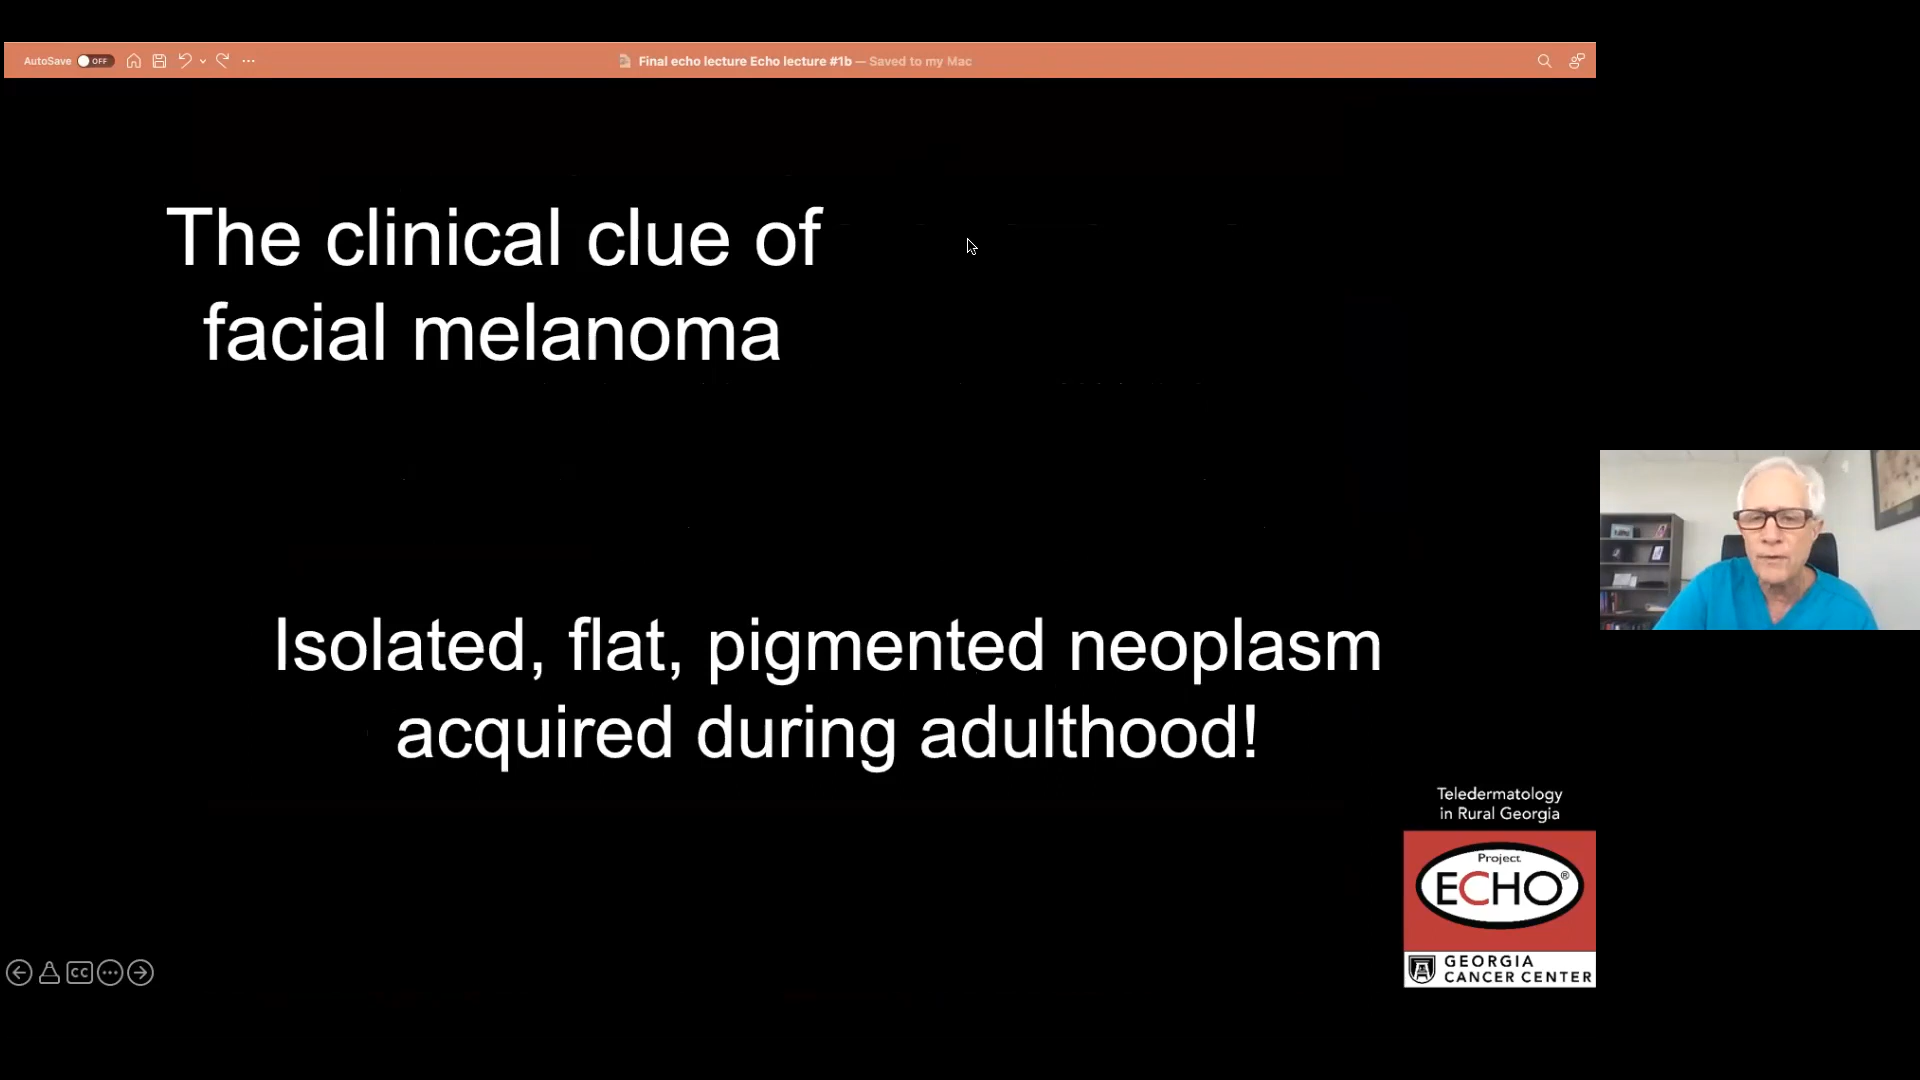 AutoSave OFF
Final echo lecture Echo lecture #1b — Saved to my Mac
The clinical clue of
facial melanoma
Isolated, flat, pigmented neoplasm
acquired during adulthood!
Teledermatology
in Rural Georgia
Project
ECHO®
GEORGIA
CANCER CENTER
CC